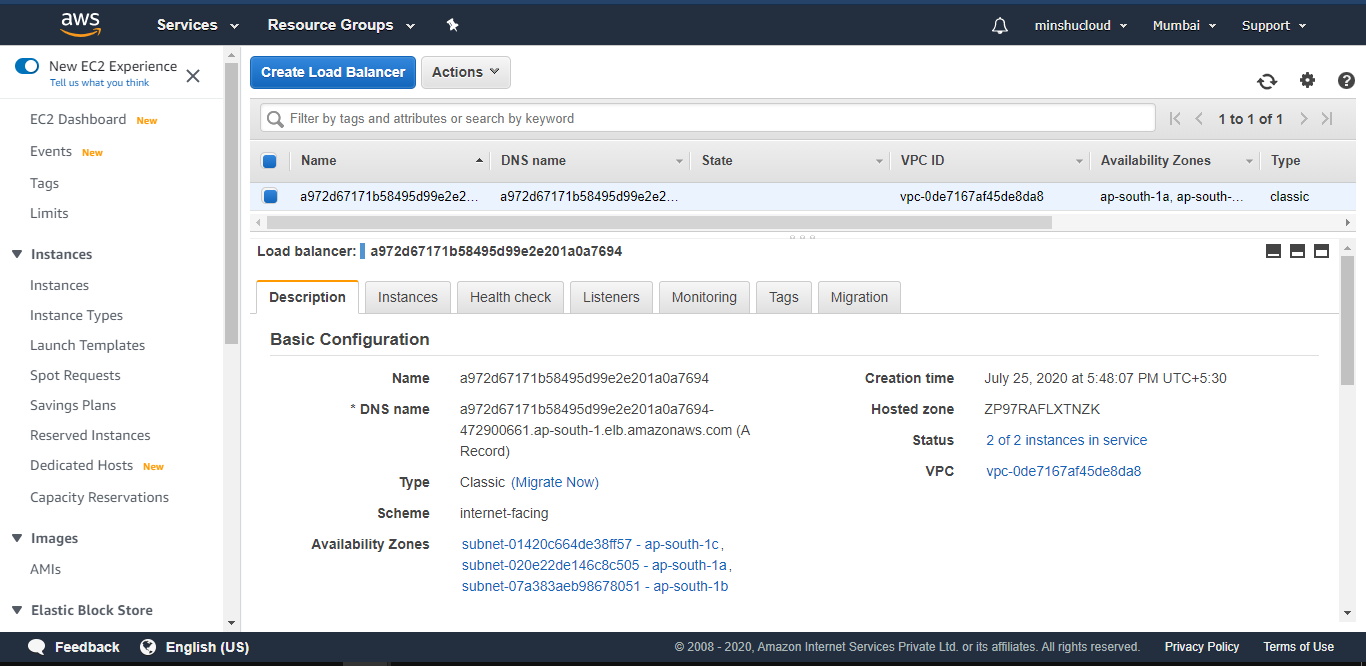 aws Services Resource Groups minshucloud Mumbai Support
New EC2 Experience
Tell us what you think
EC2 Dashboard New
Events New
Tags
Limits
Instances
Instances
Instance Types
Launch Templates
Spot Requests
Savings Plans
Reserved Instances
Dedicated Hosts New
Capacity Reservations
Images
AMIs
Elastic Block Store
Create Load Balancer Actions
Filter by tags and attributes or search by keyword 1 to 1 of 1
Name DNS name State VPC ID Availability Zones Type
a972d67171b58495d99e2e2... a972d67171b58495d99e2e2... vpc-0de7167af45de8da8 ap-south-1a, ap-south-... classic
Load balancer: a972d67171b58495d99e2e201a0a7694
Description Instances Health check Listeners Monitoring Tags Migration
Basic Configuration
Name a972d67171b58495d99e2e201a0a7694
* DNS name a972d67171b58495d99e2e201a0a7694-
472900661.ap-south-1.elb.amazonaws.com (A
Record)
Type Classic (Migrate Now)
Scheme internet-facing
Availability Zones subnet-01420c664de38ff57 - ap-south-1c,
subnet-020e22de146c8c505 - ap-south-1a,
subnet-07a383aeb98678051 - ap-south-1b
Creation time July 25, 2020 at 5:48:07 PM UTC+5:30
Hosted zone ZP97RAFLXTNZK
Status 2 of 2 instances in service
VPC vpc-0de7167af45de8da8
Feedback English (US) © 2008 - 2020, Amazon Internet Services Private Ltd. or its affiliates. All rights reserved. Privacy Policy Terms of Use